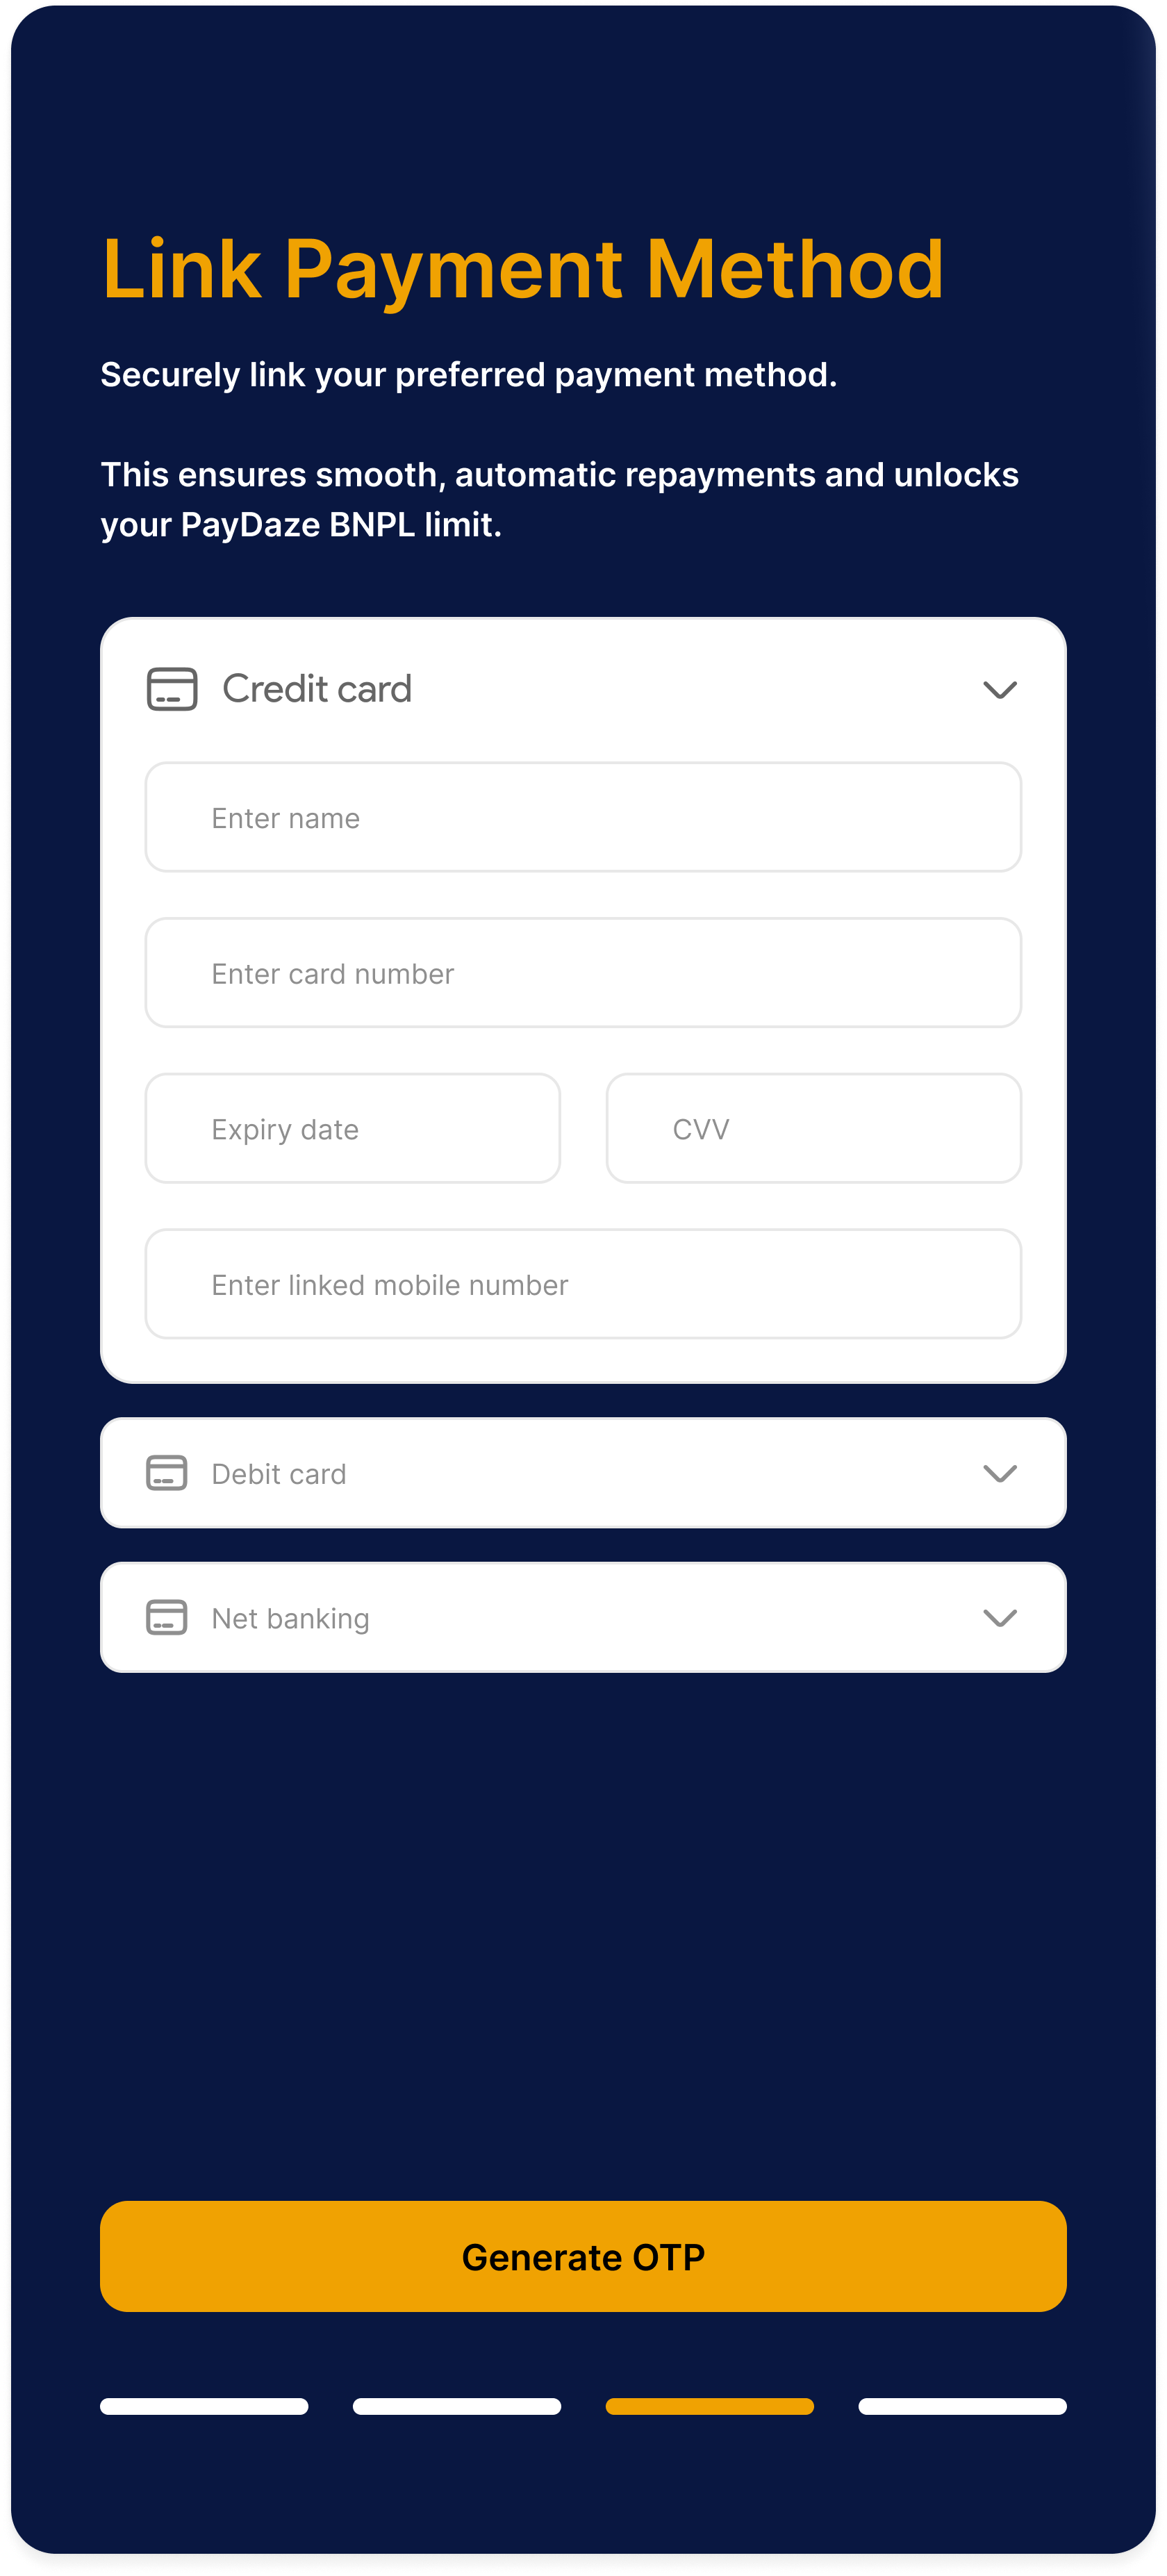 Link Payment Method
Securely link your preferred payment method.
This ensures smooth, automatic repayments and unlocks
your PayDaze BNPL limit.
Credit card
Enter name
Enter card number
Expiry date
CVV
Enter linked mobile number
Debit card
Net banking
Generate OTP